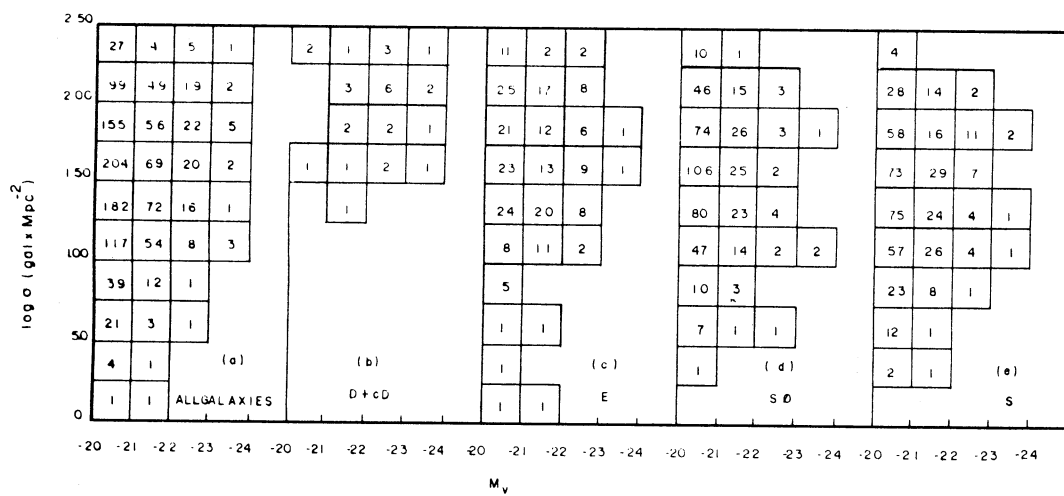 2.50 27 4 5 1 2 1 3 1 11 2 2 10 1 4
2.00 99 49 19 2 3 6 2 25 17 8 46 15 3 28 14 2
155 56 22 5 2 2 1 21 12 6 1 74 26 3 1 58 16 11 2
1.50 204 69 20 2 1 1 2 1 23 13 9 1 106 25 2 73 29 7
182 72 16 1 1 24 20 8 80 23 4 75 24 4 1
1.00 117 54 8 3 8 11 2 47 14 2 2 57 26 4 1
39 12 1 5 10 3 23 8 1
.50 21 3 1 1 1 7 1 1 12 1
4 1 (a) (b) 1 (c) 1 (d) 2 1 (e)
0 1 1 ALL GALAXIES D+cD 1 1 E S0 S
log σ (gal x Mpc-2)
-20 -21 -22 -23 -24 -20 -21 -22 -23 -24 -20 -21 -22 -23 -24 -20 -21 -22 -23 -24 -20 -21 -22 -23 -24
Mv